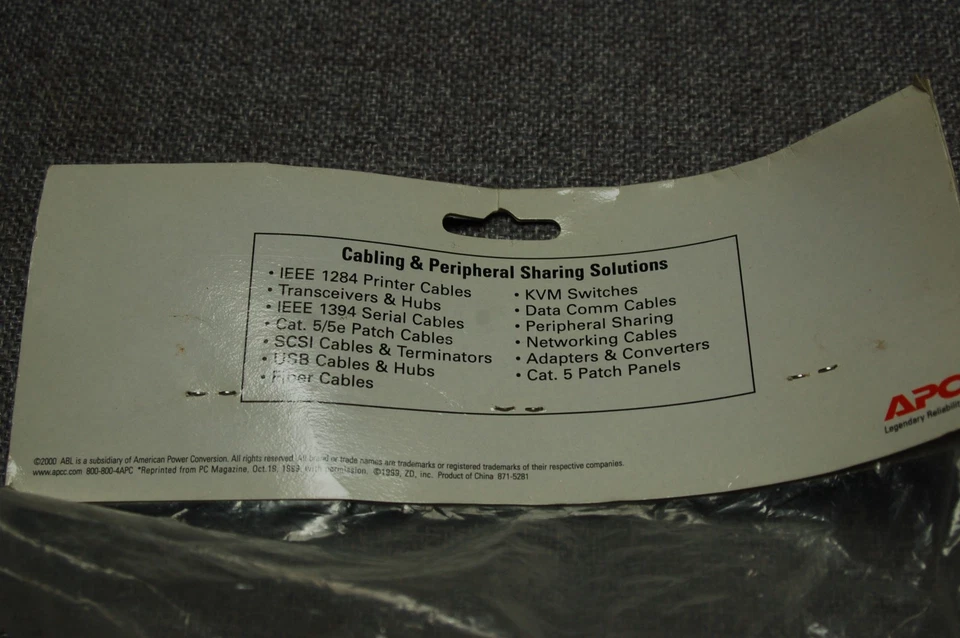 Cabling & Peripheral Sharing Solutions
• IEEE 1284 Printer Cables
• Transceivers & Hubs
• IEEE 1394 Serial Cables
• Cat. 5/5e Patch Cables
• SCSI Cables & Terminators
• USB Cables & Hubs
• Fiber Cables
• KVM Switches
• Data Comm Cables
• Peripheral Sharing
• Networking Cables
• Adapters & Converters
• Cat. 5 Patch Panels
APC
Legendary Reliabili
©2000 ABL is a subsidiary of American Power Conversion. All rights reserved. All brand or trade names are trademarks or registered trademarks of their respective companies.
www.apcc.com 800-800-4APC *Reprinted from PC Magazine, Oct.19, with permission. ZD, Inc. Product of China 871-5281